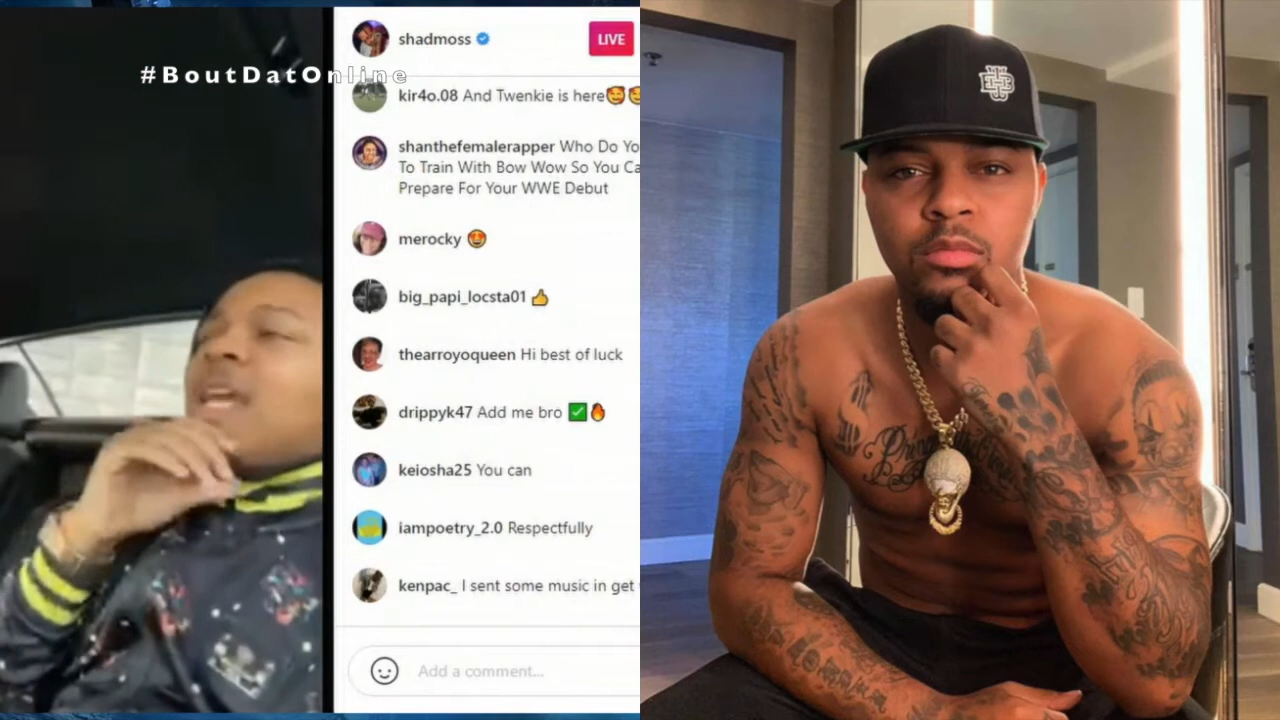 #BoutDatOnline
shadmoss
LIVE
kir4o.08 And Twenkie is here🥰🥰
shanthefemalerapper Who Do Yo
To Train With Bow Wow So You Ca
Prepare For Your WWE Debut
merocky 😍
big_papi_locsta01 👍
thearroyoqueen Hi best of luck
drippyk47 Add me bro ✅🔥
keiosha25 You can
iampoetry_2.0 Respectfully
kenpac_ I sent some music in get
Add a comment...